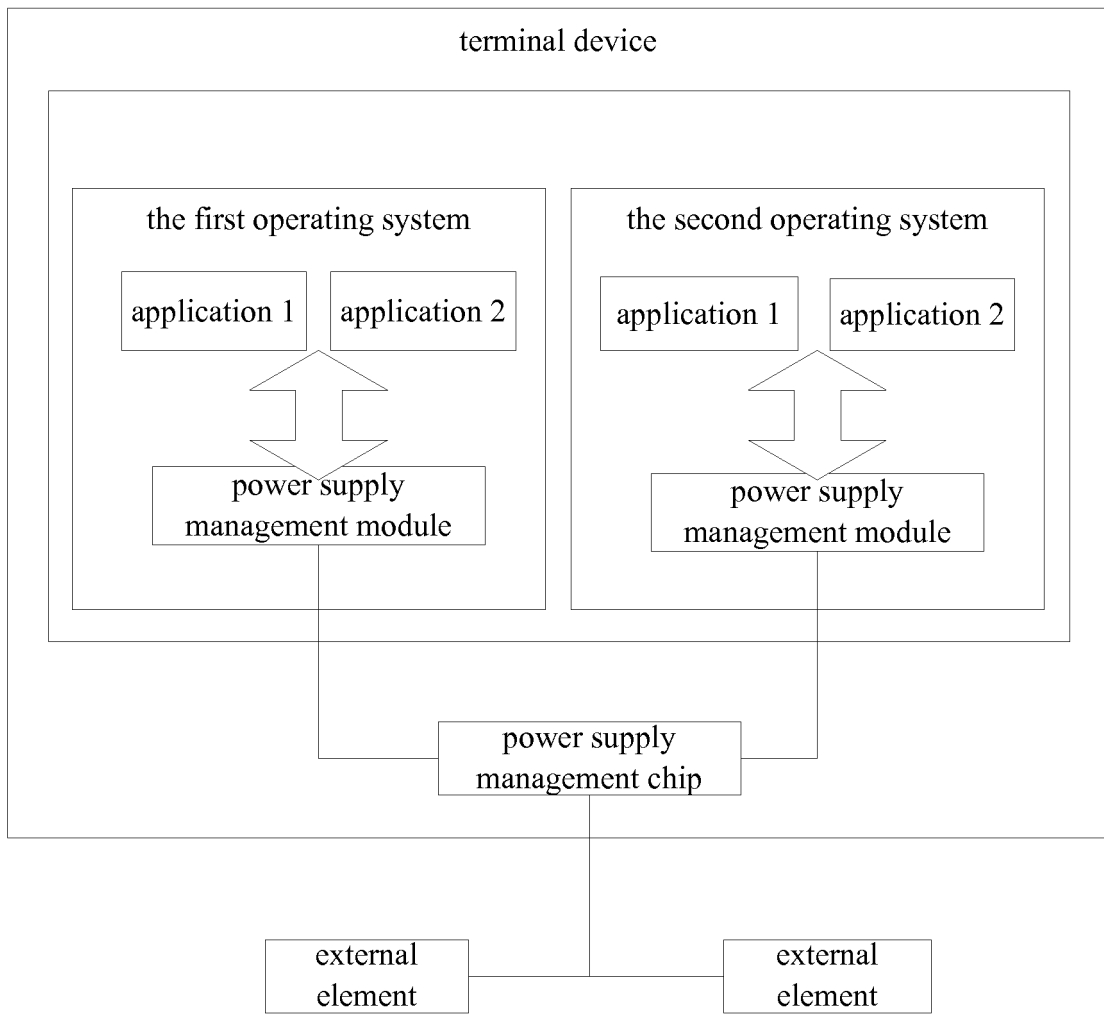 terminal device
the first operating system
application 1
application 2
power supply
management module
the second operating system
application 1
application 2
power supply
management module
power supply
management chip
external
element
external
element